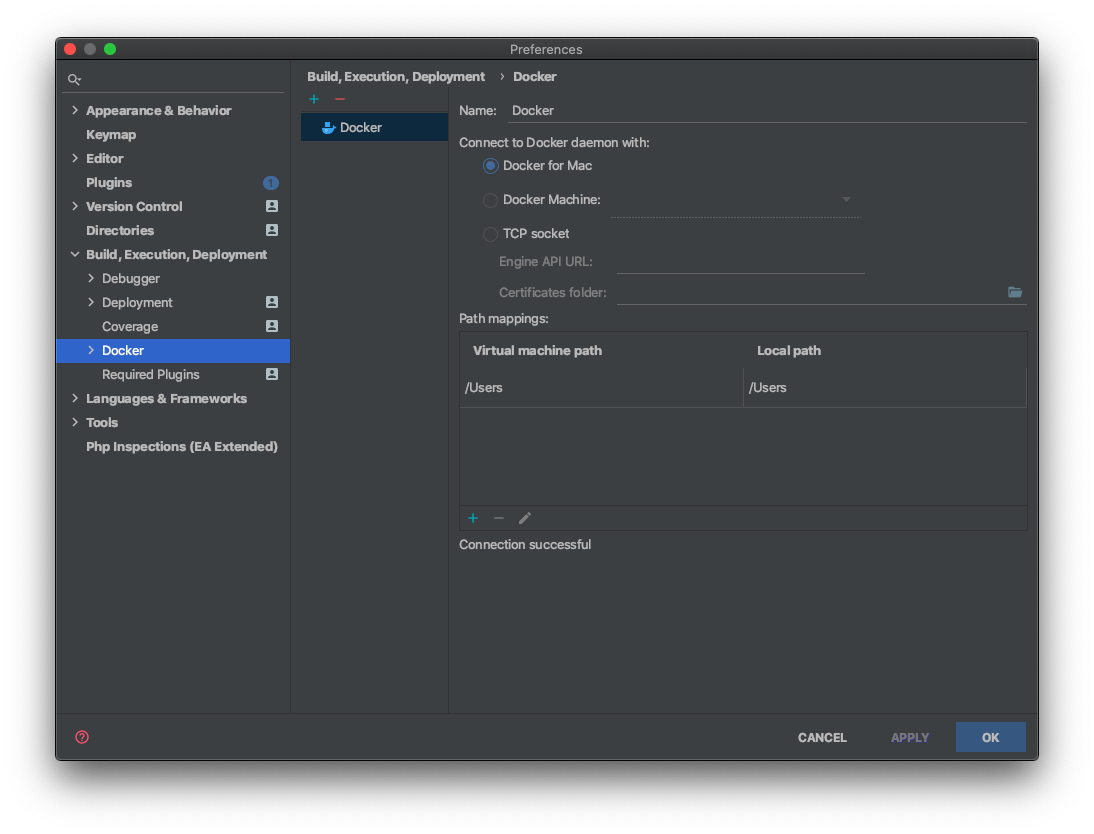 Preferences
Appearance & Behavior
Keymap
Editor
Plugins
1
Version Control
Directories
Build, Execution, Deployment
Debugger
Deployment
Coverage
Docker
Required Plugins
Languages & Frameworks
Tools
Php Inspections (EA Extended)
Build, Execution, Deployment › Docker
Docker
Name: Docker
Connect to Docker daemon with:
Docker for Mac
Docker Machine:
TCP socket
Engine API URL:
Certificates folder:
Path mappings:
Virtual machine path Local path
/Users /Users
Connection successful
? CANCEL APPLY OK